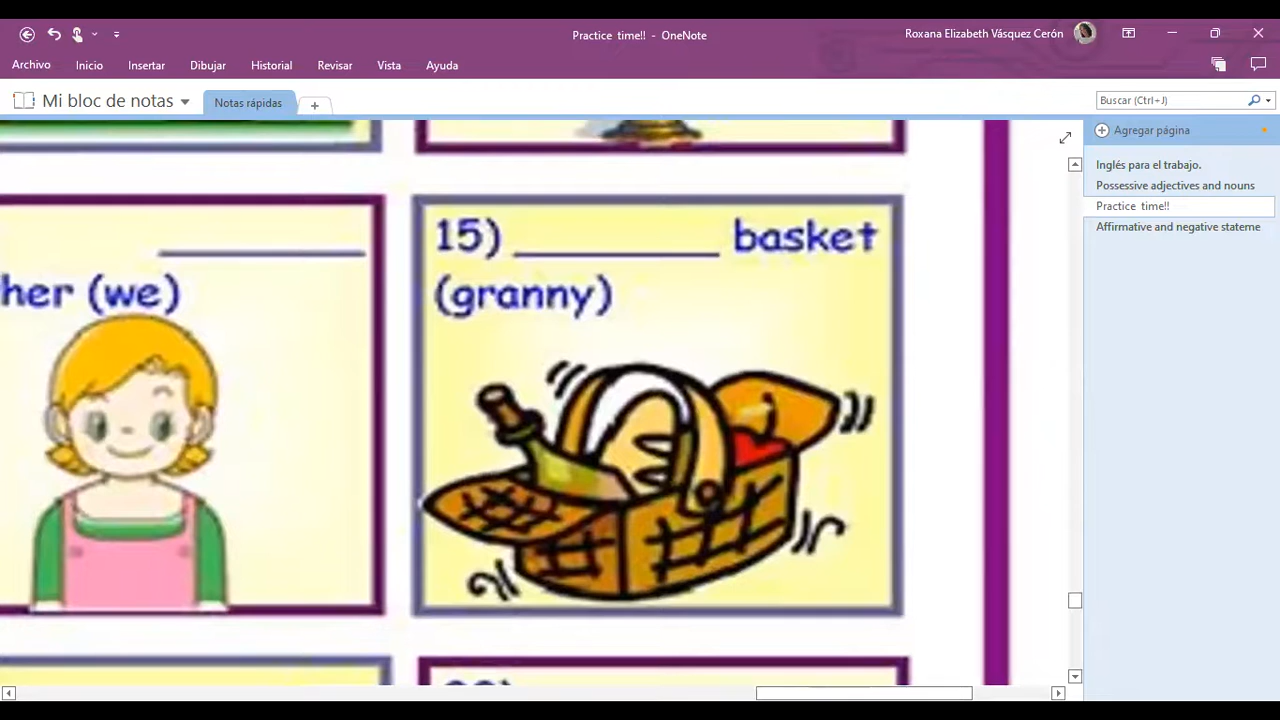 Practice time!! - OneNote
Roxana Elizabeth Vásquez Cerón
Archivo Inicio Insertar Dibujar Historial Revisar Vista Ayuda
Mi bloc de notas
Notas rápidas
Buscar (Ctrl+J)
Agregar página
Inglés para el trabajo.
Possessive adjectives and nouns
Practice time!!
Affirmative and negative stateme
15) __________ basket
(granny)
__________
her (we)